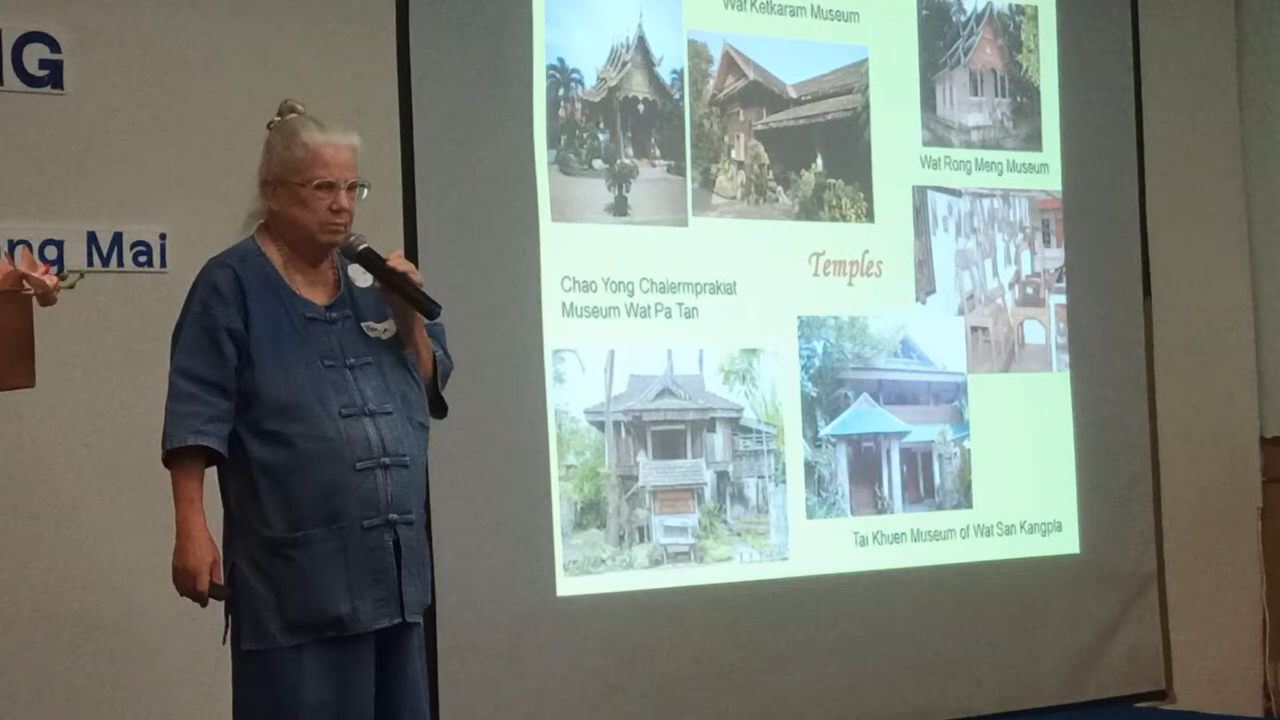 Wat Ketkaram Museum
Wat Rong Meng Museum
Temples
Chao Yong Chalermprakiat
Museum Wat Pa Tan
Tai Khuen Museum of Wat San Kangpla
NG
ang Mai